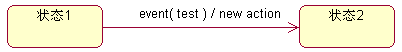 状态1
event( test ) / new action
状态2